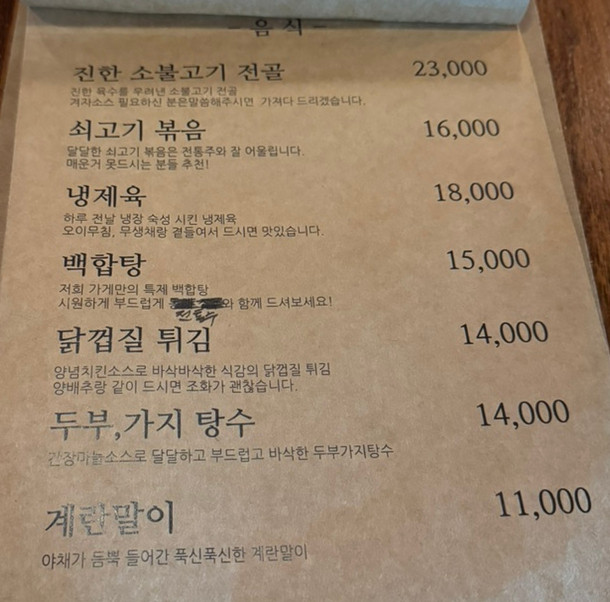 - 음식 -
진한 소불고기 전골 23,000
진한 육수를 우려낸 소불고기 전골
겨자소스 필요하신 분은말씀해주시면 가져다 드리겠습니다.
쇠고기 볶음 16,000
달달한 쇠고기 볶음은 전통주와 잘 어울립니다.
매운거 못드시는 분들 추천!
냉제육 18,000
하루 전날 냉장 숙성 시킨 냉제육
오이무침, 무생채랑 곁들여서 드시면 맛있습니다.
백합탕 15,000
저희 가게만의 특제 백합탕
시원하게 부드럽게 와 함께 드셔보세요!
전통주
닭껍질 튀김 14,000
양념치킨소스로 바삭바삭한 식감의 닭껍질 튀김
양배추랑 같이 드시면 조화가 괜찮습니다.
두부,가지 탕수 14,000
간장마늘소스로 달달하고 부드럽고 바삭한 두부가지탕수
계란말이 11,000
야채가 듬뿍 들어간 푹신푹신한 계란말이